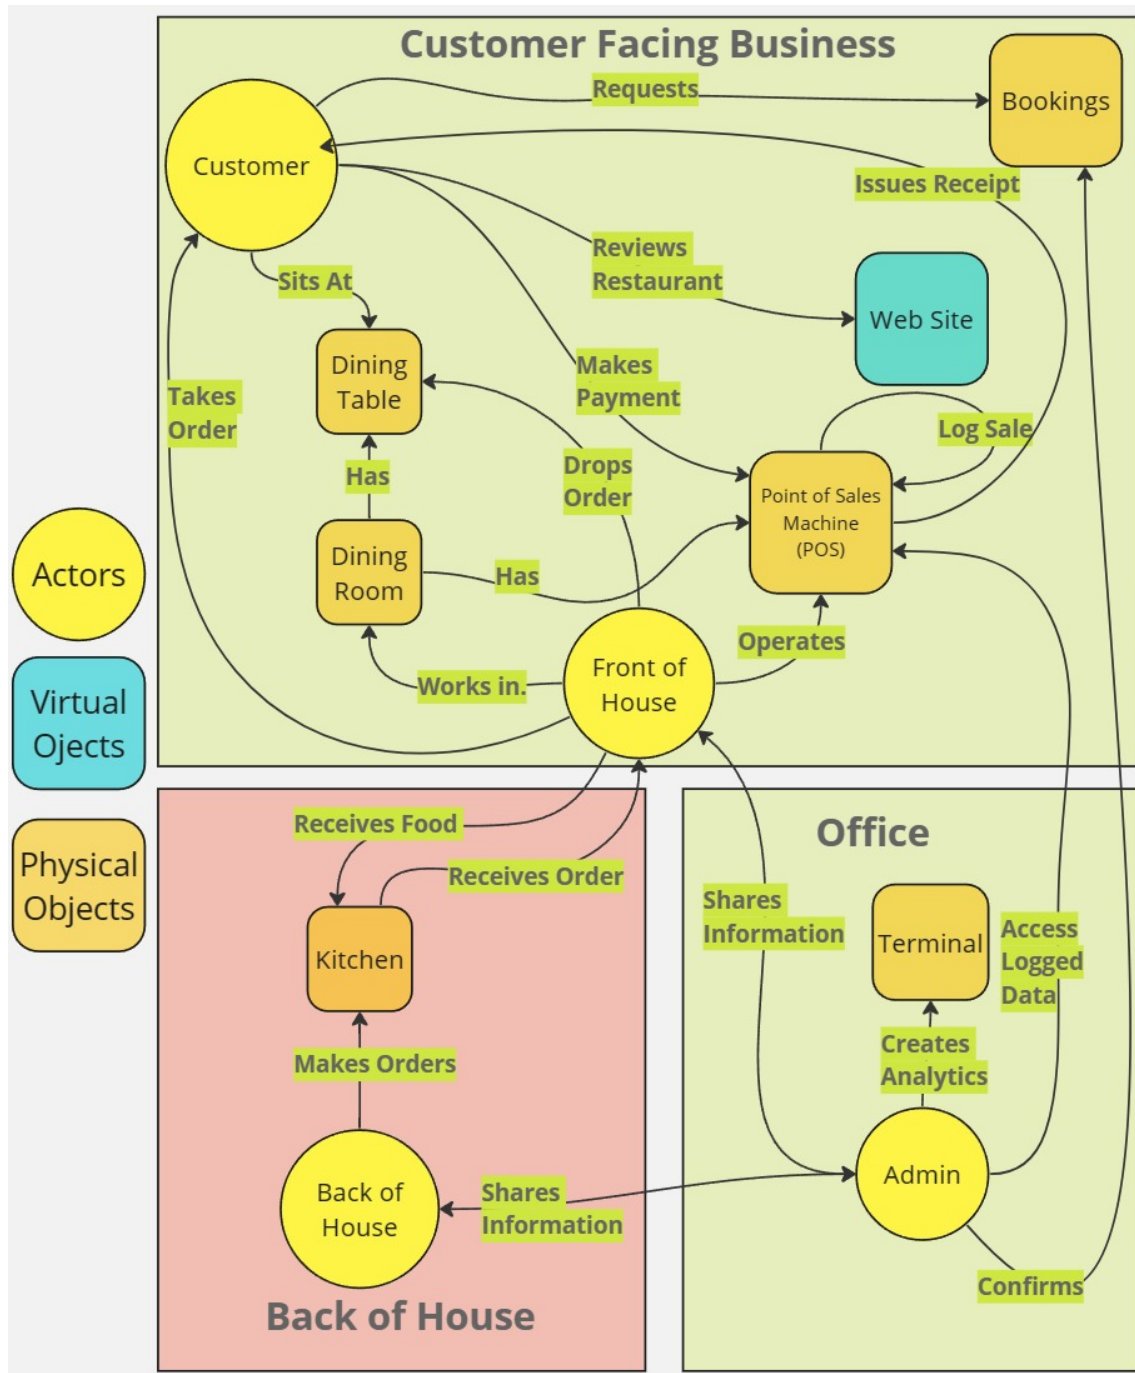 Customer Facing Business
Requests
Bookings
Customer
Issues Receipt
Reviews
Restaurant
Web Site
Sits At
Dining
Table
Makes
Payment
Takes
Order
Log Sale
Has
Drops
Order
Point of Sales
Machine
(POS)
Dining
Room
Has
Operates
Front of
House
Works in.
Actors
Virtual
Ojects
Physical
Objects
Receives Food
Receives Order
Kitchen
Makes Orders
Back of
House
Shares
Information
Back of House
Office
Shares
Information
Terminal
Access
Logged
Data
Creates
Analytics
Admin
Confirms